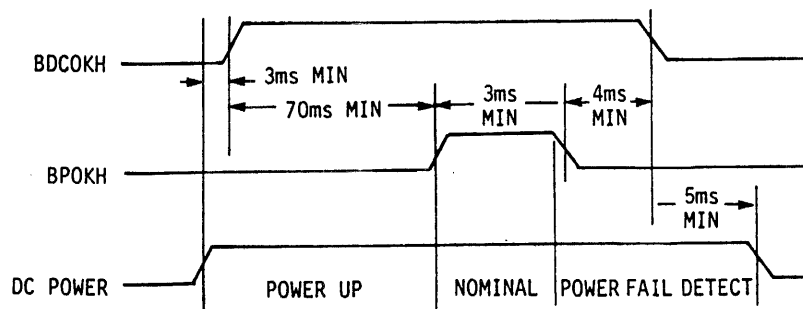 BDCOKH
3ms MIN
70ms MIN
3ms
MIN
4ms
MIN
BPOKH
5ms
MIN
DC POWER
POWER UP
NOMINAL
POWER FAIL DETECT